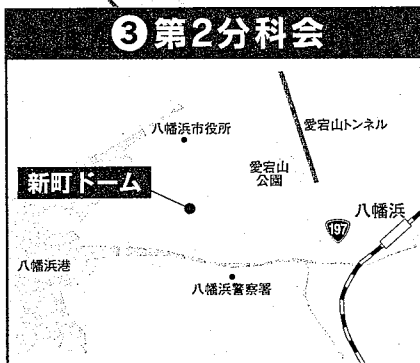 ❸第2分科会
八幡浜市役所
愛宕山トンネル
愛宕山
公園
新町ドーム
197
八幡浜
八幡浜港
八幡浜警察署